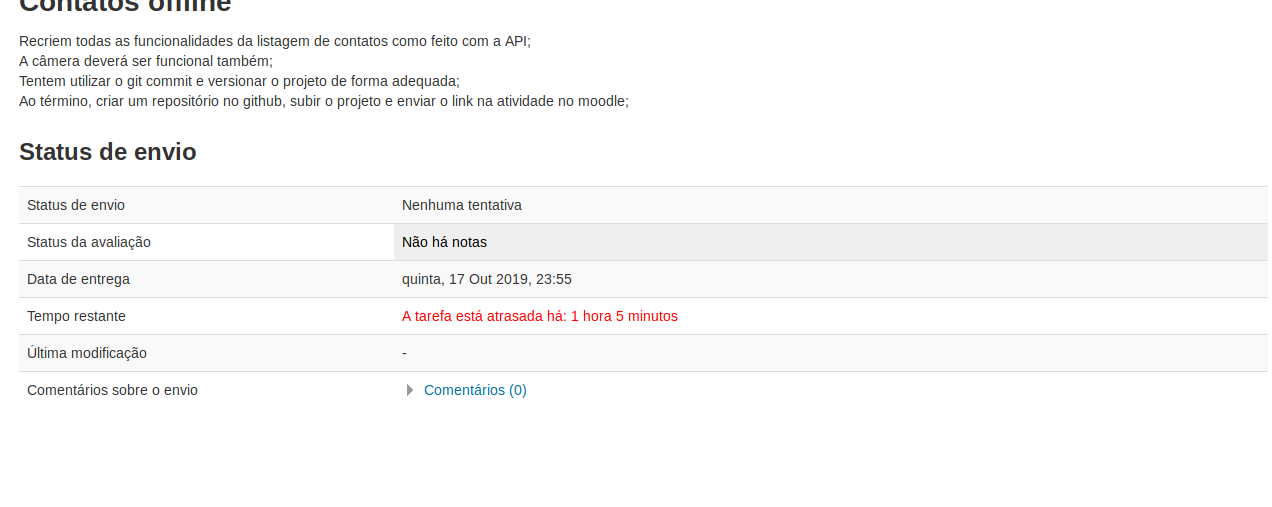 Contatos offline
Recriem todas as funcionalidades da listagem de contatos como feito com a API;
A câmera deverá ser funcional também;
Tentem utilizar o git commit e versionar o projeto de forma adequada;
Ao término, criar um repositório no github, subir o projeto e enviar o link na atividade no moodle;
Status de envio
Status de envio Nenhuma tentativa
Status da avaliação Não há notas
Data de entrega quinta, 17 Out 2019, 23:55
Tempo restante A tarefa está atrasada há: 1 hora 5 minutos
Última modificação -
Comentários sobre o envio Comentários (0)